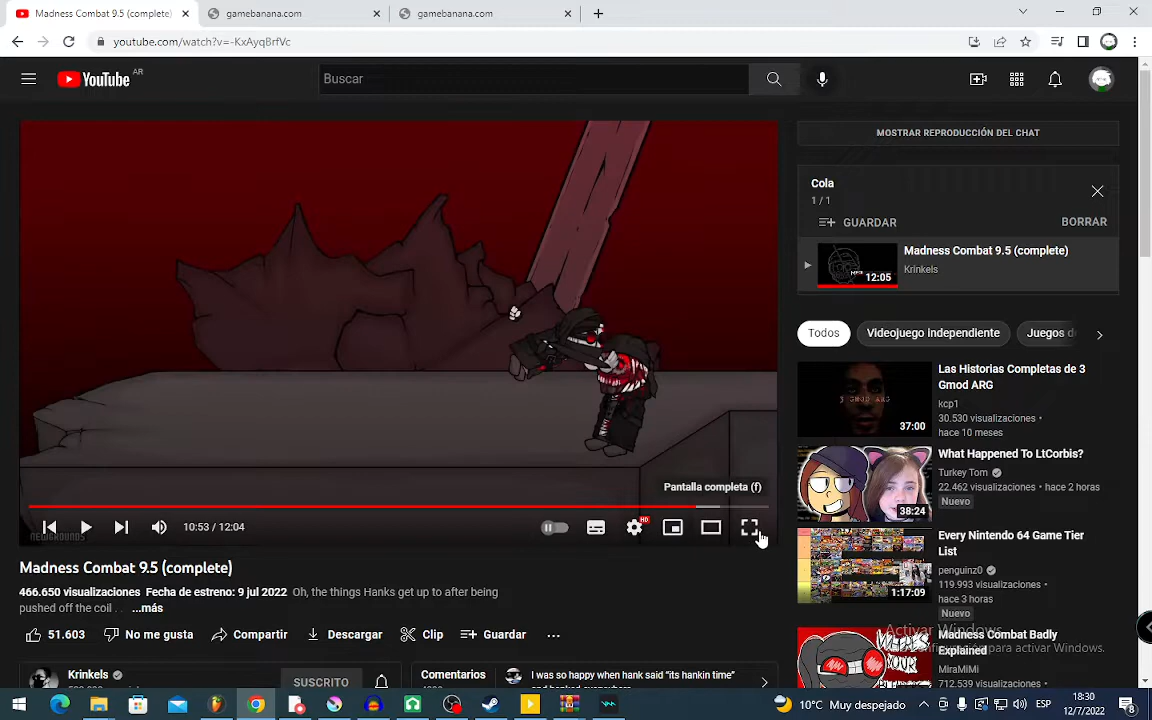 Madness Combat 9.5 (complete)
gamebanana.com
gamebanana.com
youtube.com/watch?v=-KxAyqBrfVc
YouTube AR
Buscar
MOSTRAR REPRODUCCIÓN DEL CHAT
Cola
1 / 1
GUARDAR
BORRAR
Madness Combat 9.5 (complete)
Krinkels
12:05
Todos
Videojuego independiente
Juegos d
Las Historias Completas de 3
Gmod ARG
kcp1
30.530 visualizaciones •
hace 10 meses
3 GMOD ARG
37:00
What Happened To LtCorbis?
Turkey Tom
22.462 visualizaciones • hace 2 horas
Nuevo
38:24
Every Nintendo 64 Game Tier
List
penguinz0
119.993 visualizaciones •
hace 3 horas
Nuevo
1:17:09
Madness Combat Badly
Explained
MiraMiMi
712.539 visualizaciones •
WHAT'S
YOUR
Activar Windows
para activar Windows.
Pantalla completa (f)
10:53 / 12:04
HD
NEWGROUNDS
Madness Combat 9.5 (complete)
466.650 visualizaciones Fecha de estreno: 9 jul 2022 Oh, the things Hanks get up to after being
pushed off the coil . . ...más
51.603
No me gusta
Compartir
Descargar
Clip
Guardar
Krinkels
SUSCRITO
Comentarios
I was so happy when hank said "its hankin time"
10°C Muy despejado
ESP
18:30
12/7/2022
8